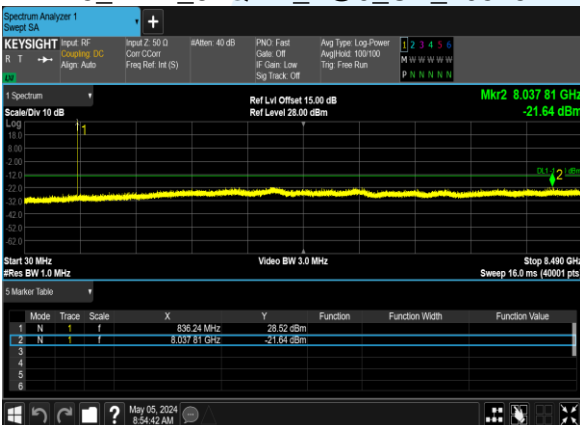 Spectrum Analyzer 1
Swept SA
+
KEYSIGHT Input: RF Input Z: 50 Ω #Atten: 40 dB PNO: Fast Avg Type: Log-Power 1 2 3 4 5 6
R T Coupling: DC Corr CCorr Gate: Off Avg|Hold: 100/100 M W W W W W
Align: Auto Freq Ref: Int (S) IF Gain: Low Trig: Free Run
LW Sig Track: Off P N N N N N
1 Spectrum Ref Lvl Offset 15.00 dB Mkr2 8.037 81 GHz
Scale/Div 10 dB Ref Level 28.00 dBm -21.64 dBm
Log
18.0
8.00
-2.00
-12.0
-22.0
-32.0
-42.0
-52.0
-62.0
1
2
Start 30 MHz Video BW 3.0 MHz Stop 8.490 GHz
#Res BW 1.0 MHz Sweep 16.0 ms (40001 pts
5 Marker Table
Mode Trace Scale X Y Function Function Width Function Value
1 N 1 f 836.24 MHz 28.52 dBm
2 N 1 f 8.037 81 GHz -21.64 dBm
3
4
5
6
? May 05, 2024
8:54:42 AM